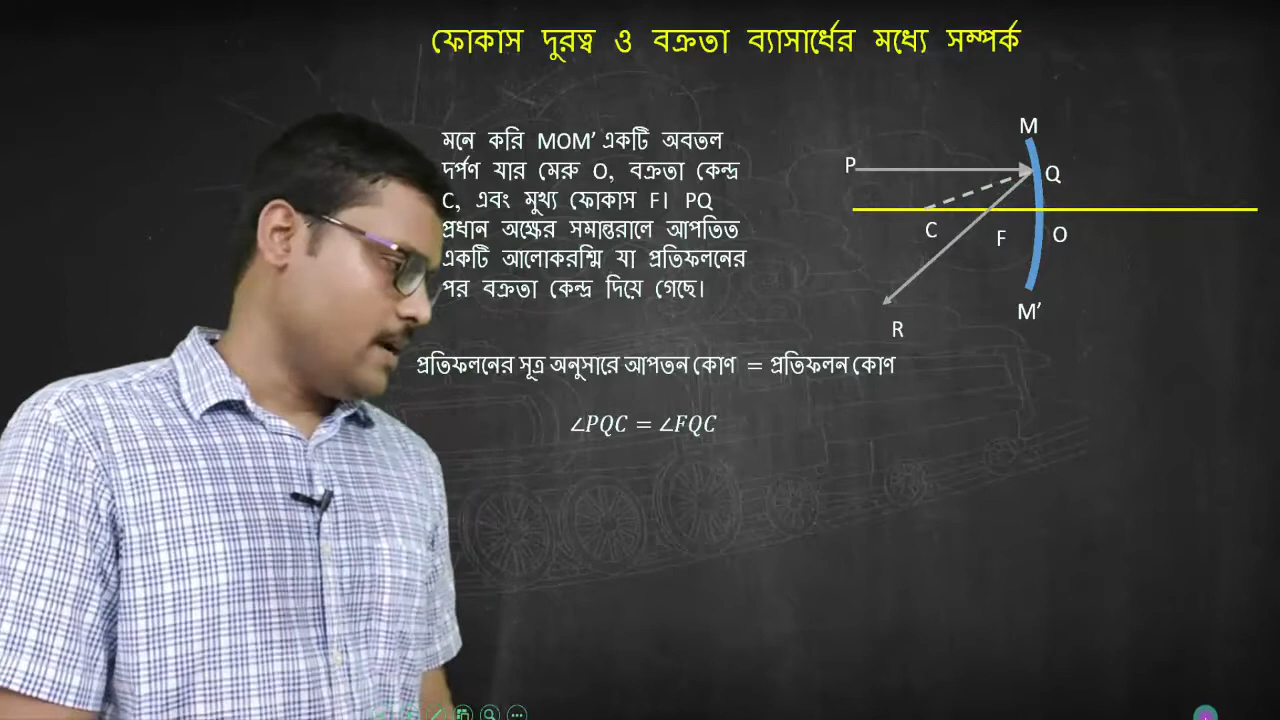 ফোকাস দুরত্ব ও বক্রতা ব্যাসার্ধের মধ্যে সম্পর্ক
মনে করি MOM’ একটি অবতল
দর্পণ যার মেরু O, বক্রতা কেন্দ্র
C, এবং মুখ্য ফোকাস F। PQ
প্রধান অক্ষের সমান্তরালে আপতিত
একটি আলোকরশ্মি যা প্রতিফলনের
পর বক্রতা কেন্দ্র দিয়ে গেছে।
M
P
Q
C
F
O
M’
R
প্রতিফলনের সূত্র অনুসারে আপতন কোণ = প্রতিফলন কোণ
∠PQC = ∠FQC